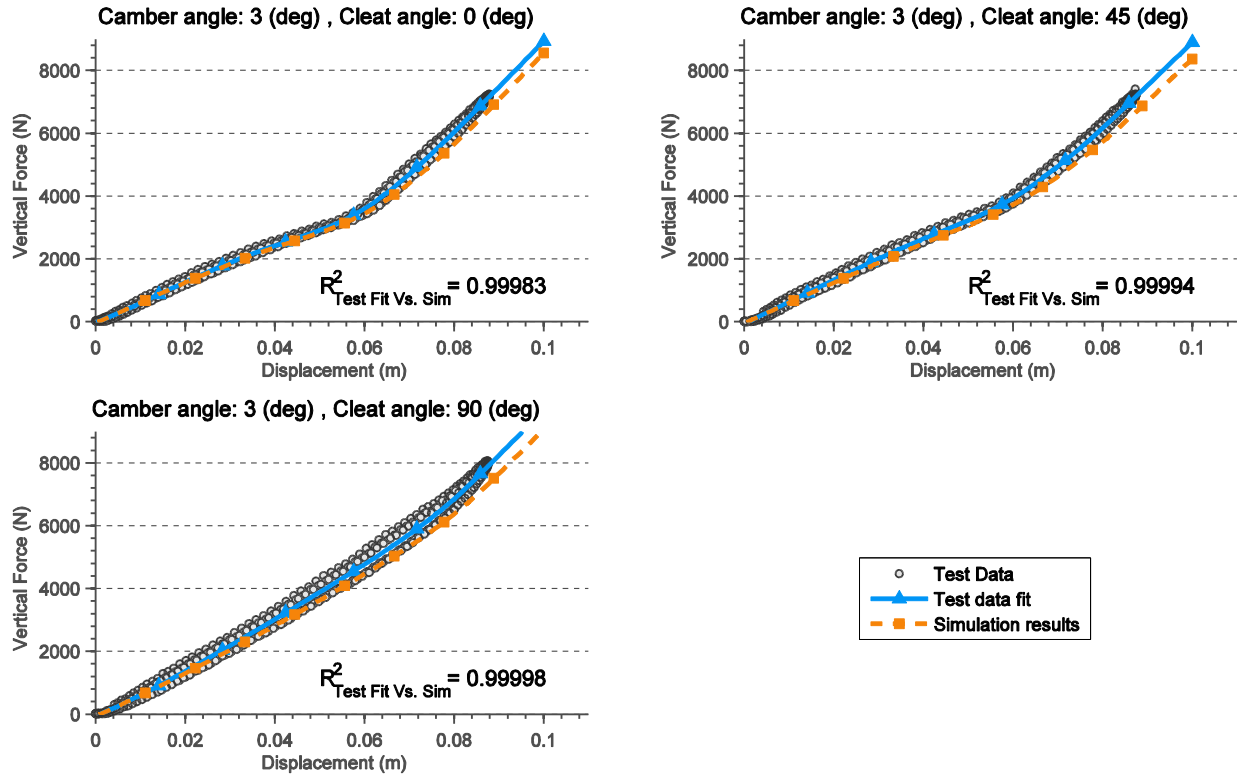 Camber angle: 3 (deg) , Cleat angle: 0 (deg)
8000
6000
4000
2000
0
Vertical Force (N)
R²Test Fit Vs. Sim = 0.99983
0 0.02 0.04 0.06 0.08 0.1
Displacement (m)
Camber angle: 3 (deg) , Cleat angle: 45 (deg)
8000
6000
4000
2000
0
Vertical Force (N)
R²Test Fit Vs. Sim = 0.99994
0 0.02 0.04 0.06 0.08 0.1
Displacement (m)
Camber angle: 3 (deg) , Cleat angle: 90 (deg)
8000
6000
4000
2000
0
Vertical Force (N)
R²Test Fit Vs. Sim = 0.99998
0 0.02 0.04 0.06 0.08 0.1
Displacement (m)
Test Data
Test data fit
Simulation results